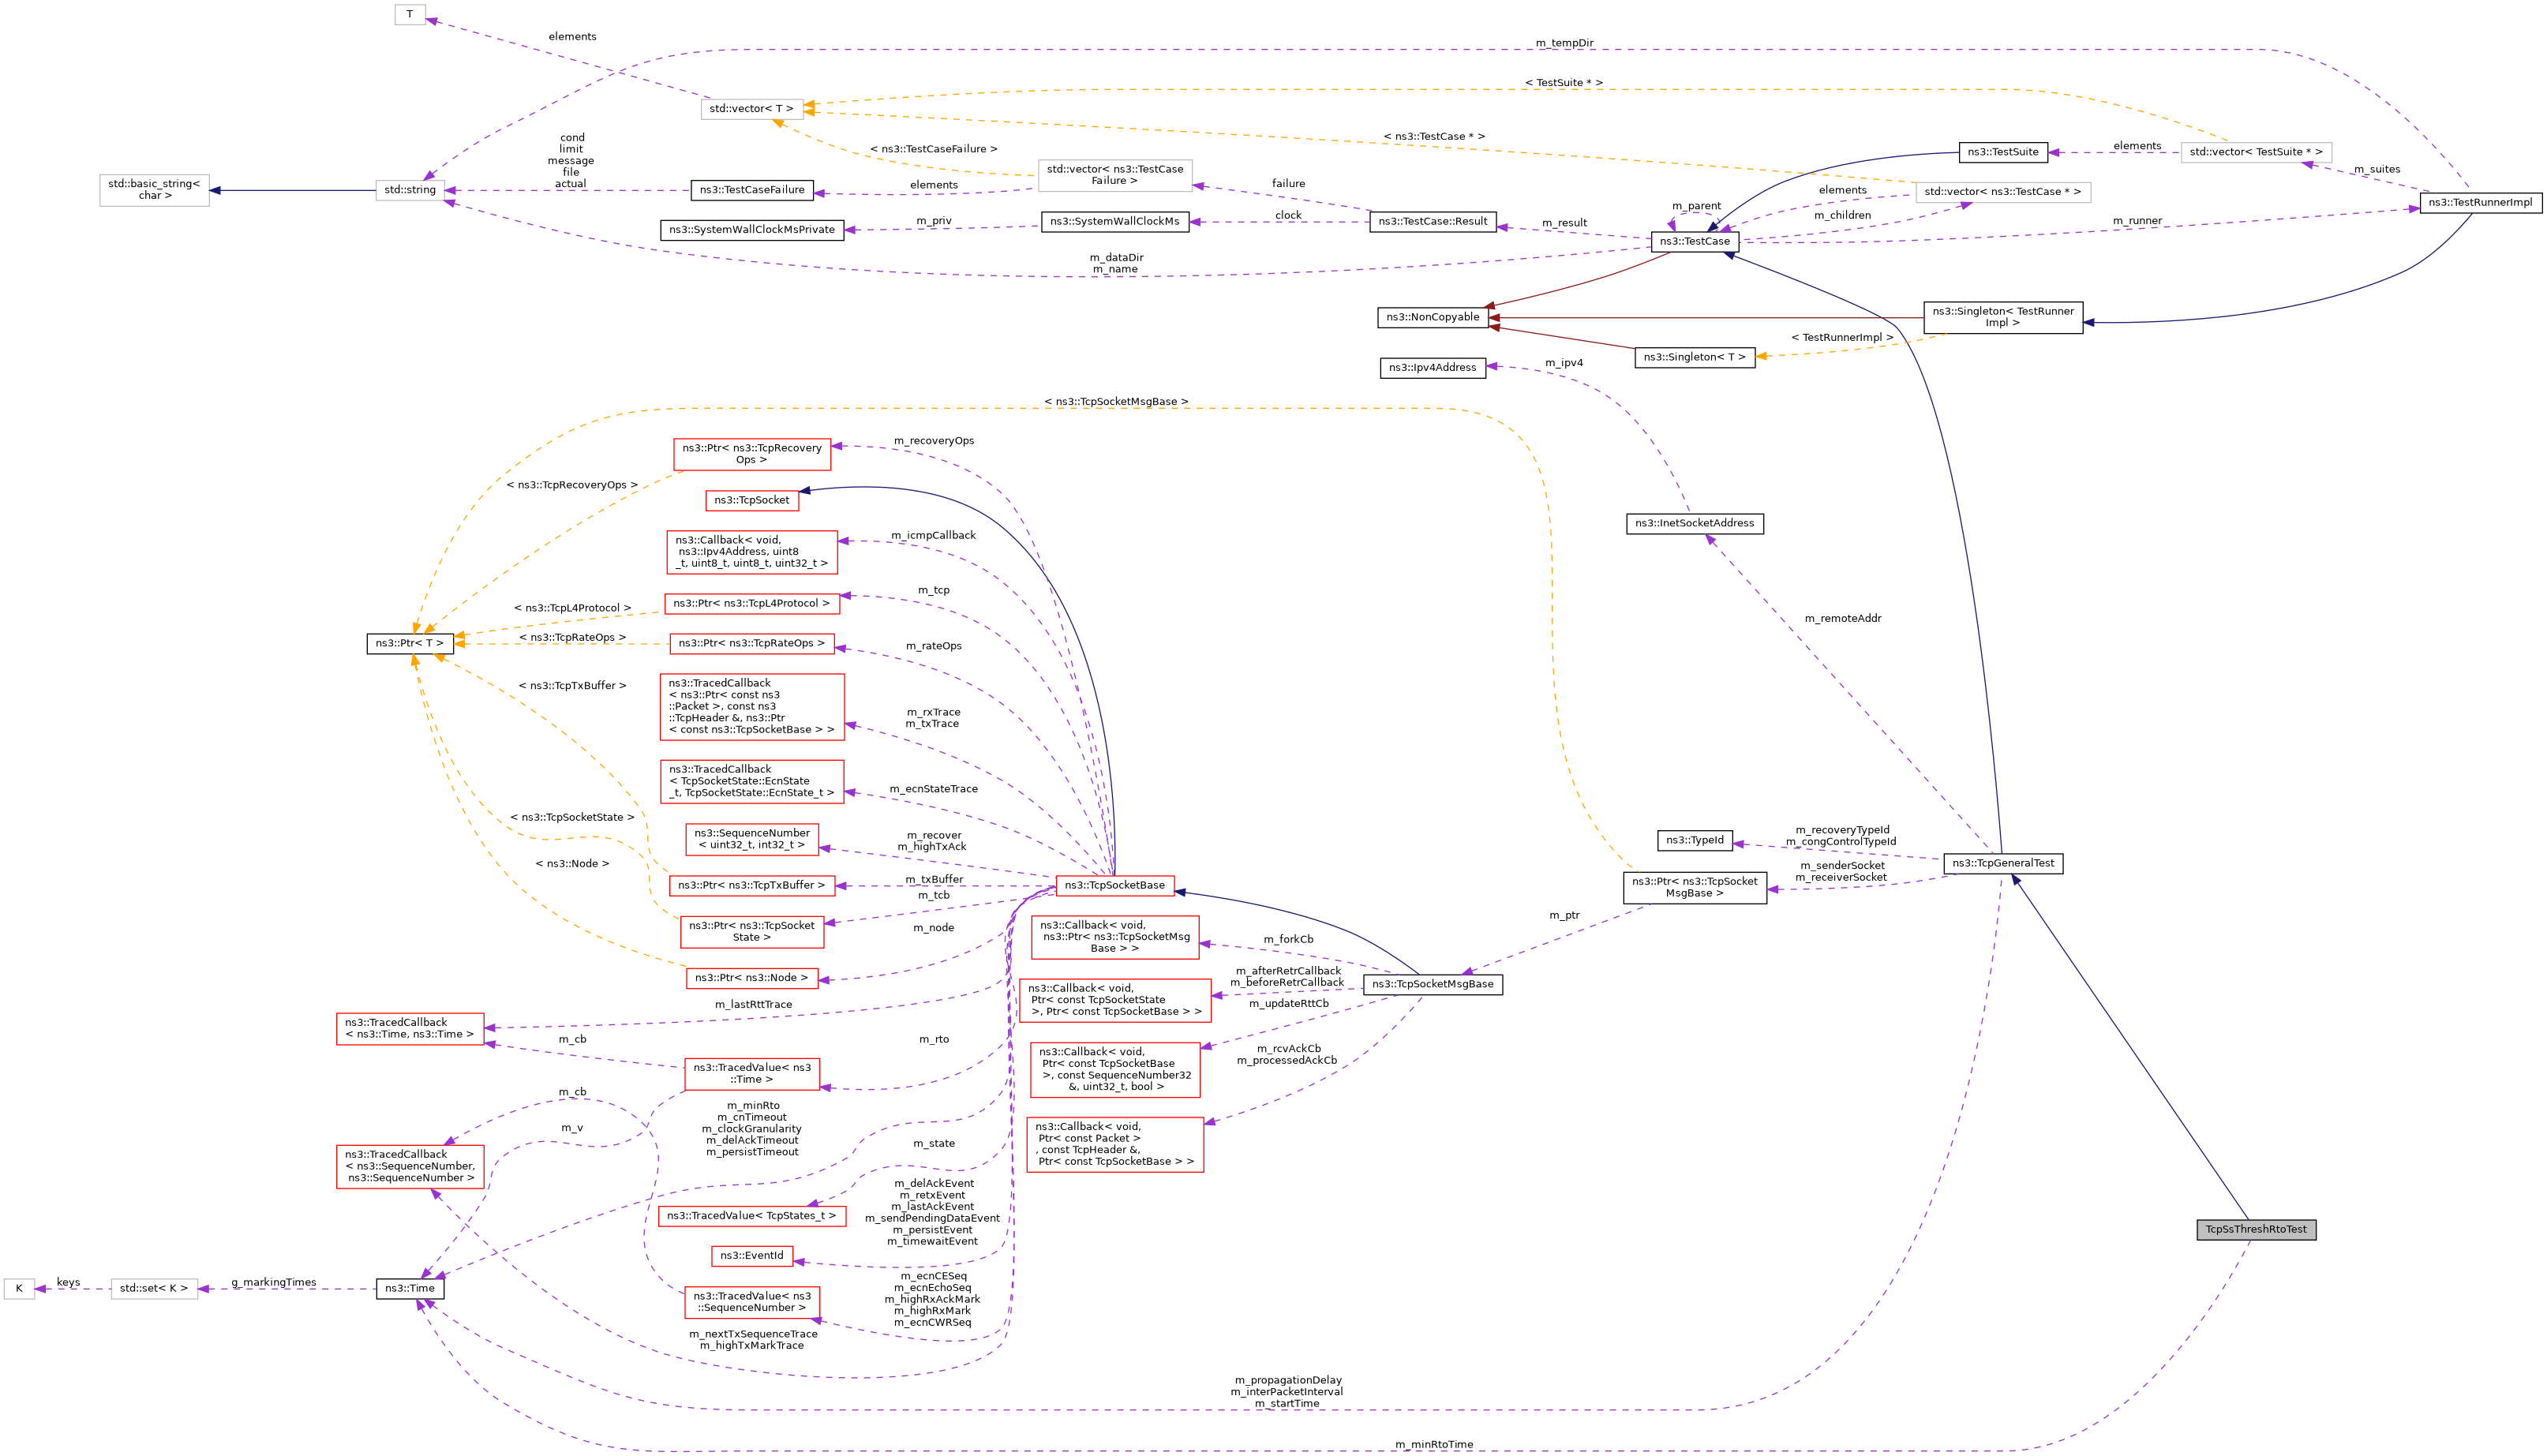 T
elements
m_tempDir
< TestSuite * >
std::vector< T >
cond
limit
message
file
actual
< ns3::TestCase * >
< ns3::TestCaseFailure >
ns3::TestSuite
elements
std::vector< TestSuite * >
m_suites
std::basic_string<
char >
std::string
ns3::TestCaseFailure
elements
std::vector< ns3::TestCase
Failure >
failure
elements
std::vector< ns3::TestCase * >
ns3::TestRunnerImpl
ns3::SystemWallClockMsPrivate
m_priv
ns3::SystemWallClockMs
clock
ns3::TestCase::Result
m_result
m_parent
m_children
m_runner
ns3::TestCase
m_dataDir
m_name
ns3::NonCopyable
ns3::Singleton< TestRunner
Impl >
< TestRunnerImpl >
ns3::Singleton< T >
ns3::Ipv4Address
m_ipv4
< ns3::TcpSocketMsgBase >
ns3::Ptr< ns3::TcpRecovery
Ops >
m_recoveryOps
< ns3::TcpRecoveryOps >
ns3::TcpSocket
ns3::InetSocketAddress
ns3::Callback< void,
ns3::Ipv4Address, uint8
_t, uint8_t, uint8_t, uint32_t >
m_icmpCallback
< ns3::TcpL4Protocol >
ns3::Ptr< ns3::TcpL4Protocol >
m_tcp
m_remoteAddr
ns3::Ptr< T >
< ns3::TcpRateOps >
ns3::Ptr< ns3::TcpRateOps >
m_rateOps
< ns3::TcpTxBuffer >
ns3::TracedCallback
< ns3::Ptr< const ns3
::Packet >, const ns3
::TcpHeader &, ns3::Ptr
< const ns3::TcpSocketBase > >
m_rxTrace
m_txTrace
ns3::TracedCallback
< TcpSocketState::EcnState
_t, TcpSocketState::EcnState_t >
m_ecnStateTrace
< ns3::TcpSocketState >
ns3::SequenceNumber
< uint32_t, int32_t >
m_recover
m_highTxAck
ns3::TypeId
m_recoveryTypeId
m_congControlTypeId
ns3::TcpGeneralTest
< ns3::Node >
ns3::Ptr< ns3::TcpTxBuffer >
m_txBuffer
ns3::TcpSocketBase
ns3::Ptr< ns3::TcpSocket
MsgBase >
m_senderSocket
m_receiverSocket
m_tcb
ns3::Ptr< ns3::TcpSocket
State >
m_node
ns3::Callback< void,
ns3::Ptr< ns3::TcpSocketMsg
Base > >
m_forkCb
m_ptr
ns3::Ptr< ns3::Node >
m_lastRttTrace
ns3::Callback< void,
Ptr< const TcpSocketState
>, Ptr< const TcpSocketBase > >
m_afterRetrCallback
m_beforeRetrCallback
ns3::TcpSocketMsgBase
m_updateRttCb
ns3::TracedCallback
< ns3::Time, ns3::Time >
m_cb
m_rto
ns3::Callback< void,
Ptr< const TcpSocketBase
>, const SequenceNumber32
&, uint32_t, bool >
m_rcvAckCb
m_processedAckCb
ns3::TracedValue< ns3
::Time >
m_cb
m_minRto
m_cnTimeout
m_clockGranularity
m_delAckTimeout
m_persistTimeout
m_v
m_state
ns3::Callback< void,
Ptr< const Packet >
, const TcpHeader &,
Ptr< const TcpSocketBase > >
ns3::TracedCallback
< ns3::SequenceNumber,
ns3::SequenceNumber >
ns3::TracedValue< TcpStates_t >
m_delAckEvent
m_retxEvent
m_lastAckEvent
m_sendPendingDataEvent
m_persistEvent
m_timewaitEvent
TcpSsThreshRtoTest
ns3::EventId
K
keys
std::set< K >
g_markingTimes
ns3::Time
ns3::TracedValue< ns3
::SequenceNumber >
m_ecnCESeq
m_ecnEchoSeq
m_highRxAckMark
m_highRxMark
m_ecnCWRSeq
m_nextTxSequenceTrace
m_highTxMarkTrace
m_propagationDelay
m_interPacketInterval
m_startTime
m_minRtoTime